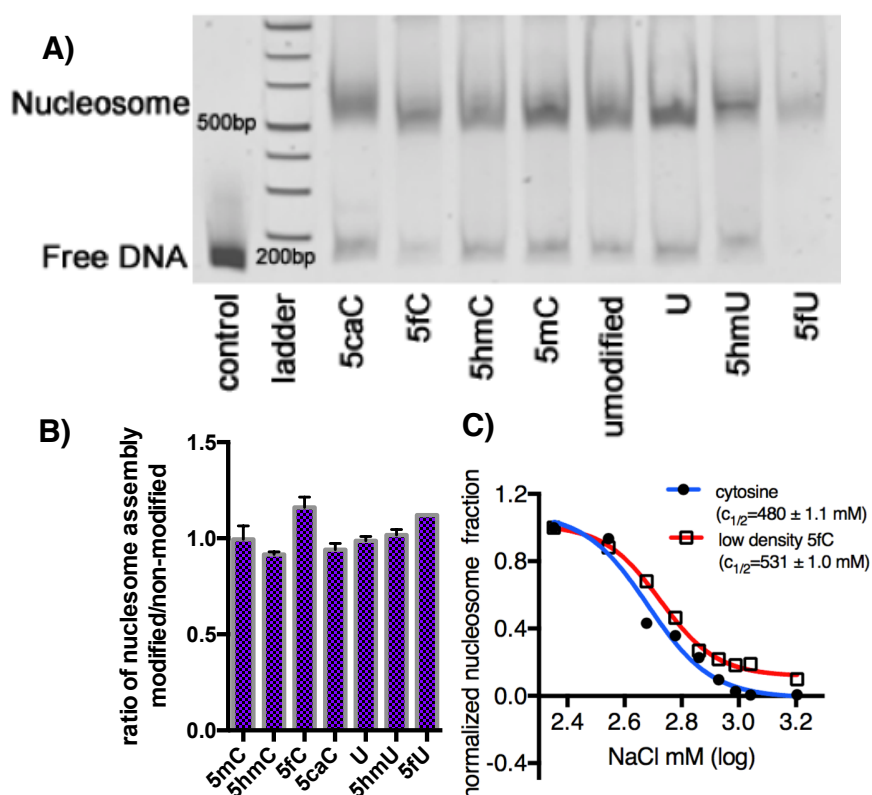 A)
Nucleosome
500bp
Free DNA
200bp
control
ladder
5caC
5fC
5hmC
5mC
umodified
U
5hmU
5fU
B)
ratio of nuclesome assembly
modified/non-modified
1.5
1.0
0.5
0.0
5mC
5hmC
5fC
5caC
U
5hmU
5fU
C)
normalized nucleosome fraction
1.2
0.8
0.4
0.0
-0.4
2.4
2.6
2.8
3.0
3.2
NaCl mM (log)
cytosine
(c1/2=480 ± 1.1 mM)
low density 5fC
(c1/2=531 ± 1.0 mM)